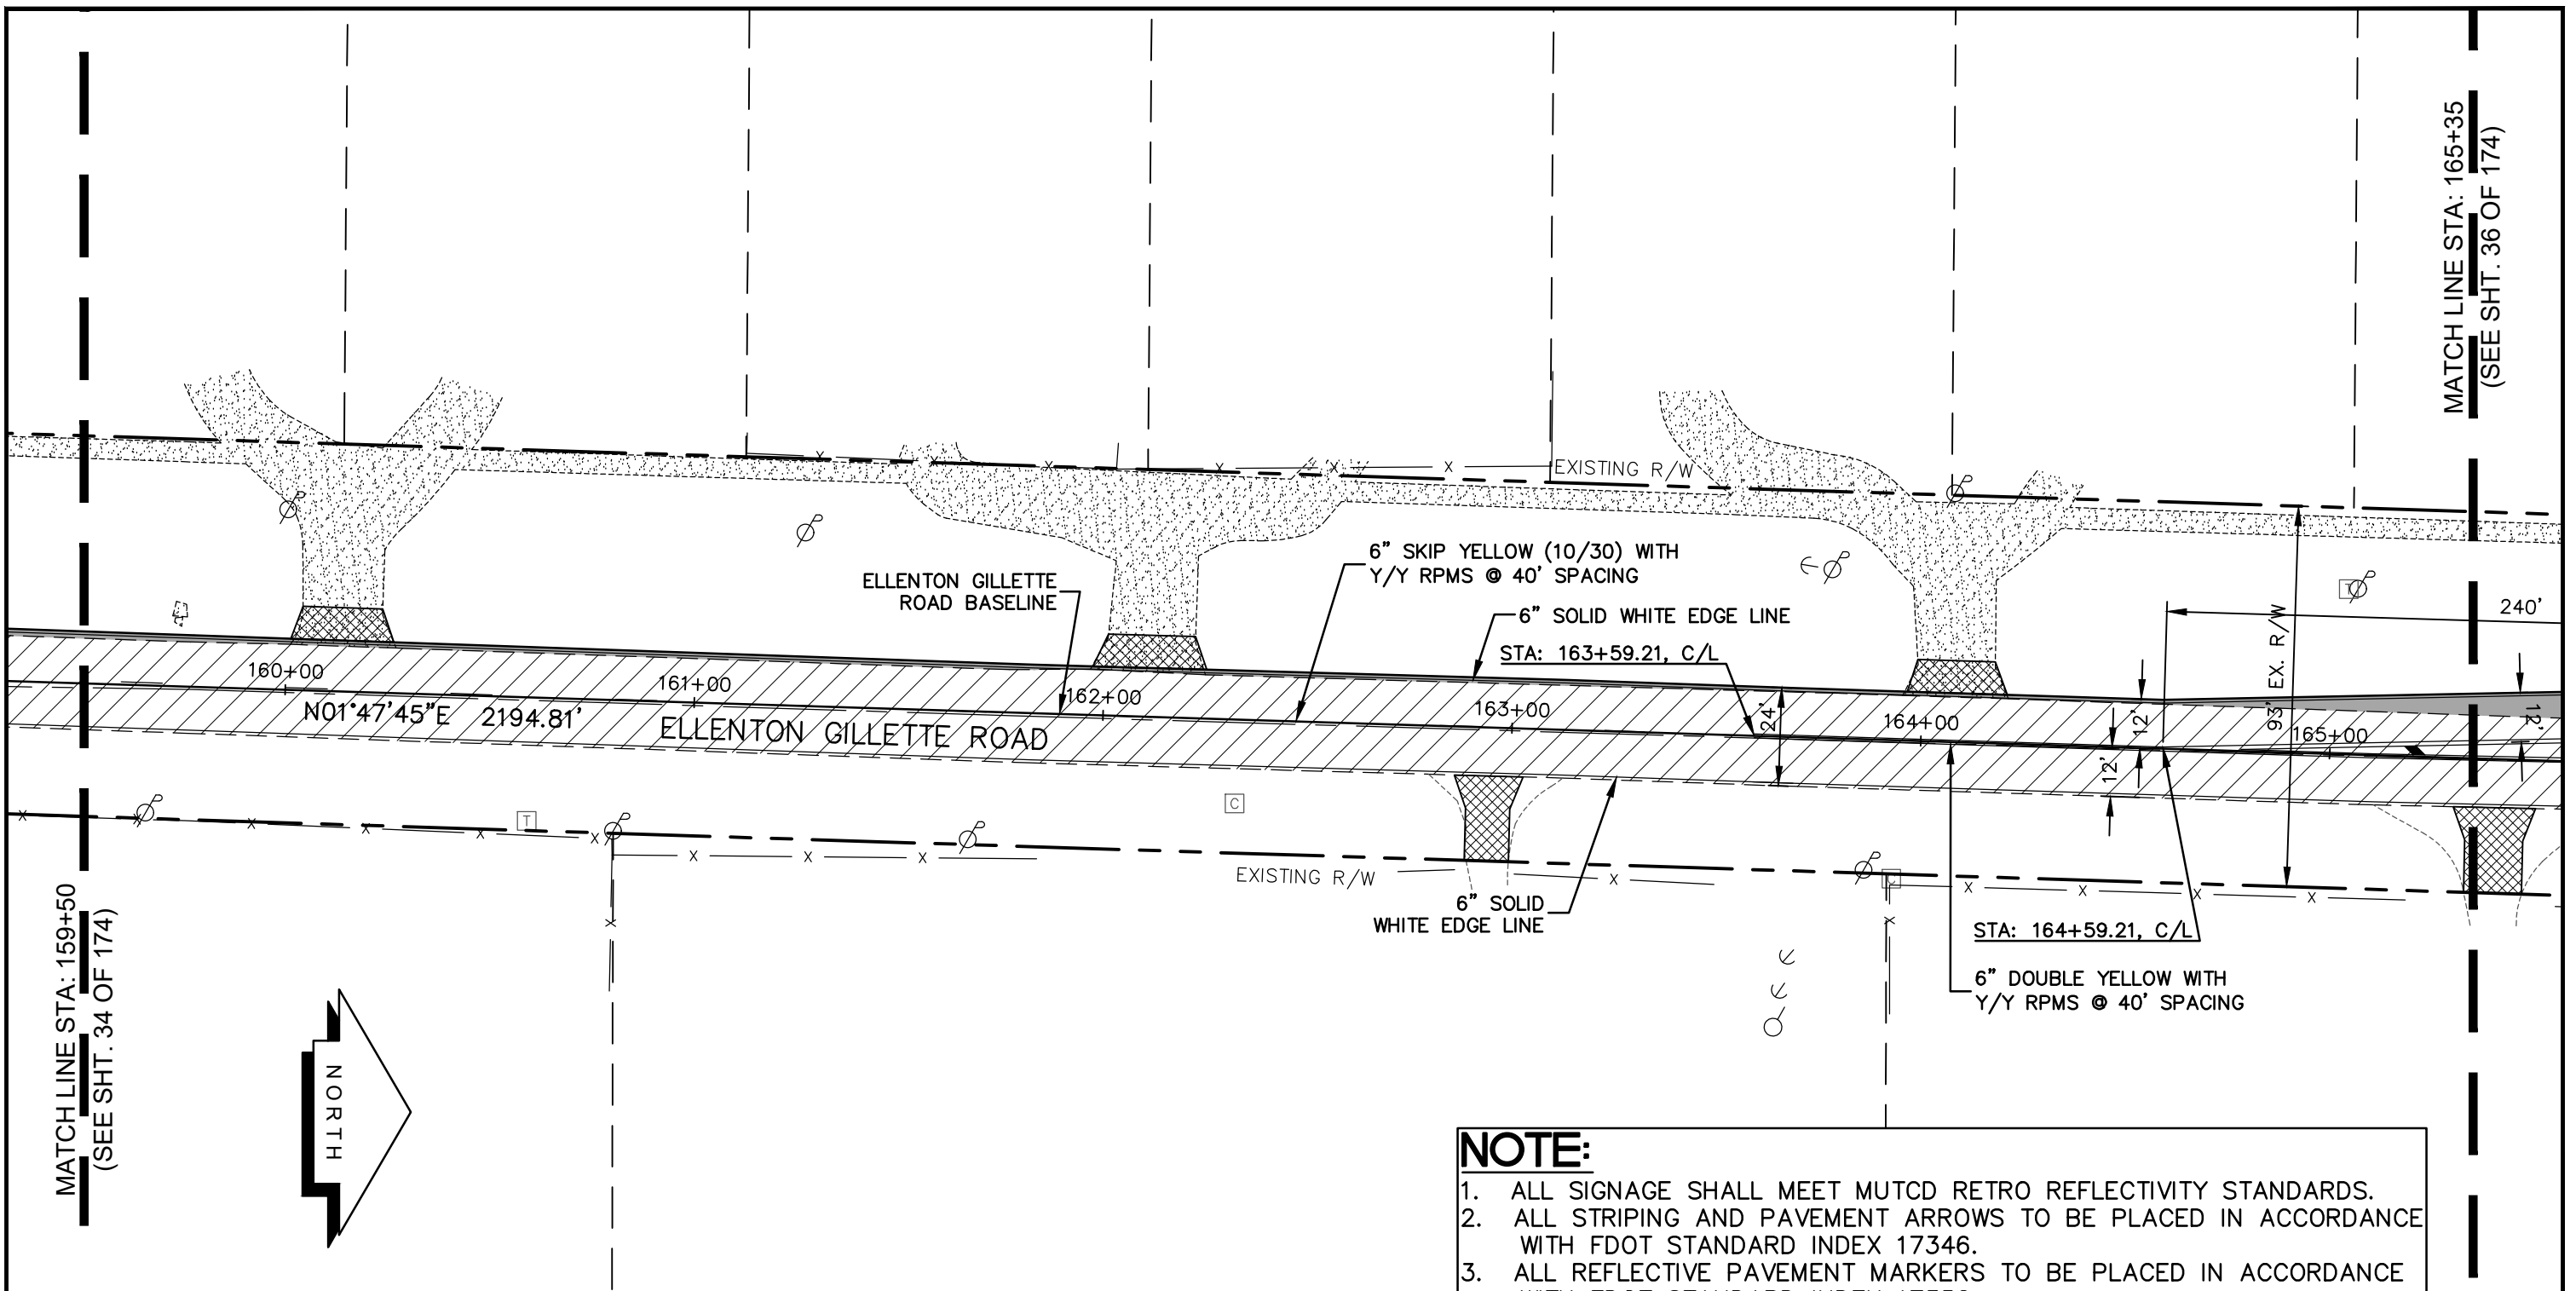 MATCH LINE STA: 165+35
(SEE SHT. 36 OF 174)
EXISTING R/W
6" SKIP YELLOW (10/30) WITH
Y/Y RPMS @ 40' SPACING
ELLENTON GILLETTE
ROAD BASELINE
6" SOLID WHITE EDGE LINE
STA: 163+59.21, C/L
240'
93' EX. R/W
160+00
161+00
162+00
163+00
164+00
165+00
24'
12'
12'
12'
N01°47'45"E 2194.81'
ELLENTON GILLETTE ROAD
T
T
C
EXISTING R/W
6" SOLID
WHITE EDGE LINE
STA: 164+59.21, C/L
6" DOUBLE YELLOW WITH
Y/Y RPMS @ 40' SPACING
MATCH LINE STA: 159+50
(SEE SHT. 34 OF 174)
NORTH
NOTE:
1. ALL SIGNAGE SHALL MEET MUTCD RETRO REFLECTIVITY STANDARDS.
2. ALL STRIPING AND PAVEMENT ARROWS TO BE PLACED IN ACCORDANCE
WITH FDOT STANDARD INDEX 17346.
3. ALL REFLECTIVE PAVEMENT MARKERS TO BE PLACED IN ACCORDANCE